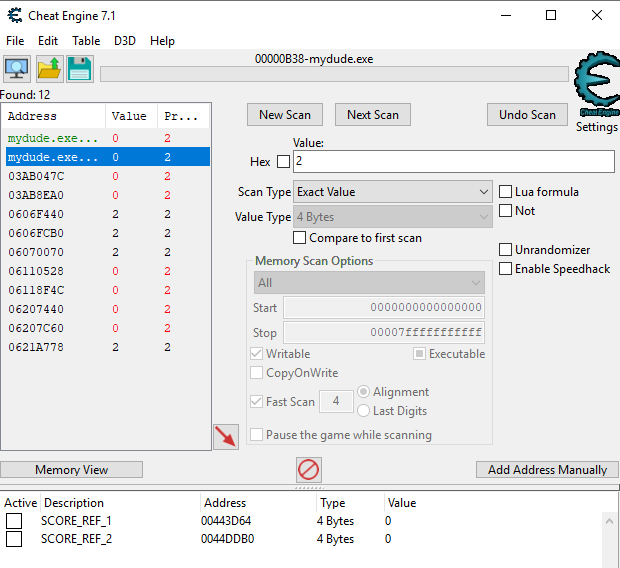 Cheat Engine 7.1
File Edit Table D3D Help
00000B38-mydude.exe
Found: 12
Address Value Pr...
mydude.exe... 0 2
mydude.exe... 0 2
03AB047C 0 2
03AB8EA0 0 2
0606F440 2 2
0606FCB0 2 2
06070070 2 2
06110528 0 2
06118F4C 0 2
06207440 0 2
06207C60 0 2
0621A778 2 2
New Scan Next Scan Undo Scan
Cheat Engine
Settings
Value:
Hex 2
Scan Type Exact Value
Lua formula
Value Type 4 Bytes
Not
Compare to first scan
Unrandomizer
Enable Speedhack
Memory Scan Options
All
Start 0000000000000000
Stop 00007fffffffffff
Writable Executable
CopyOnWrite
Fast Scan 4 Alignment
Last Digits
Pause the game while scanning
Memory View Add Address Manually
Active Description Address Type Value
SCORE_REF_1 00443D64 4 Bytes 0
SCORE_REF_2 0044DDB0 4 Bytes 0